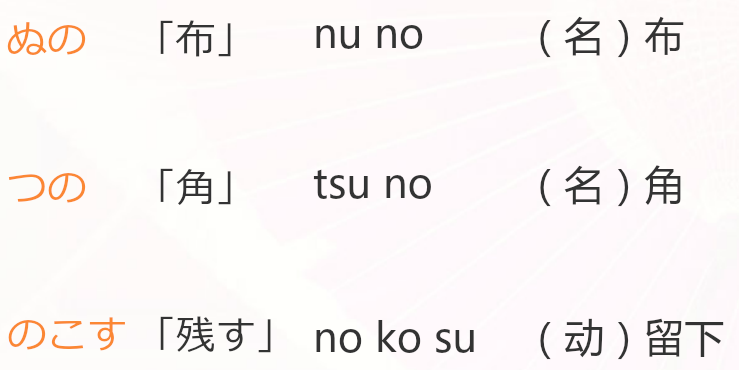 ぬの 「布」 nu no (名)布
つの 「角」 tsu no (名)角
のこす 「残す」 no ko su (动)留下